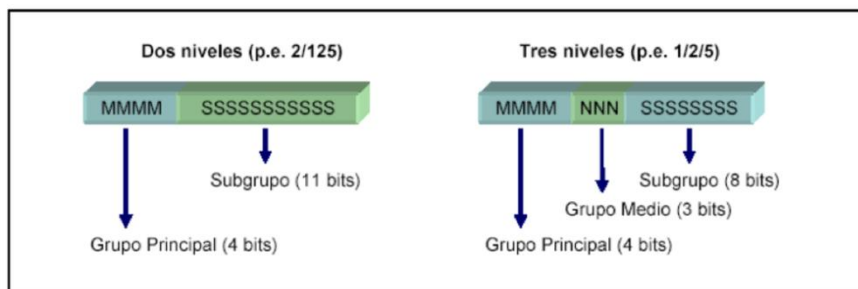 Dos niveles (p.e. 2/125)
MMMM SSSSSSSSSSS
Subgrupo (11 bits)
Grupo Principal (4 bits)
Tres niveles (p.e. 1/2/5)
MMMM NNN SSSSSSSS
Subgrupo (8 bits)
Grupo Medio (3 bits)
Grupo Principal (4 bits)